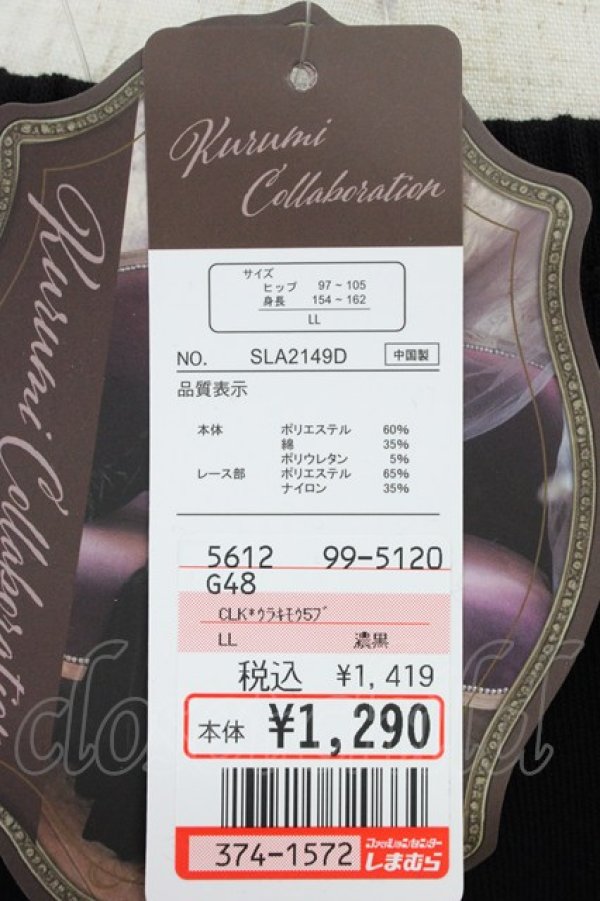 Kurumi
Collaboration
サイズ
ヒップ 97 ~ 105
身長 154 ~ 162
LL
NO. SLA2149D 中国製
品質表示
本体 ポリエステル 60%
綿 35%
ポリウレタン 5%
レース部 ポリエステル 65%
ナイロン 35%
5612 99-5120
G48
CLK*ウラキモウ5ブ
LL 濃黒
税込 ¥1,419
本体 ¥1,290
374-1572 ファッションセンター
しまむら
Kurumi Collaboration